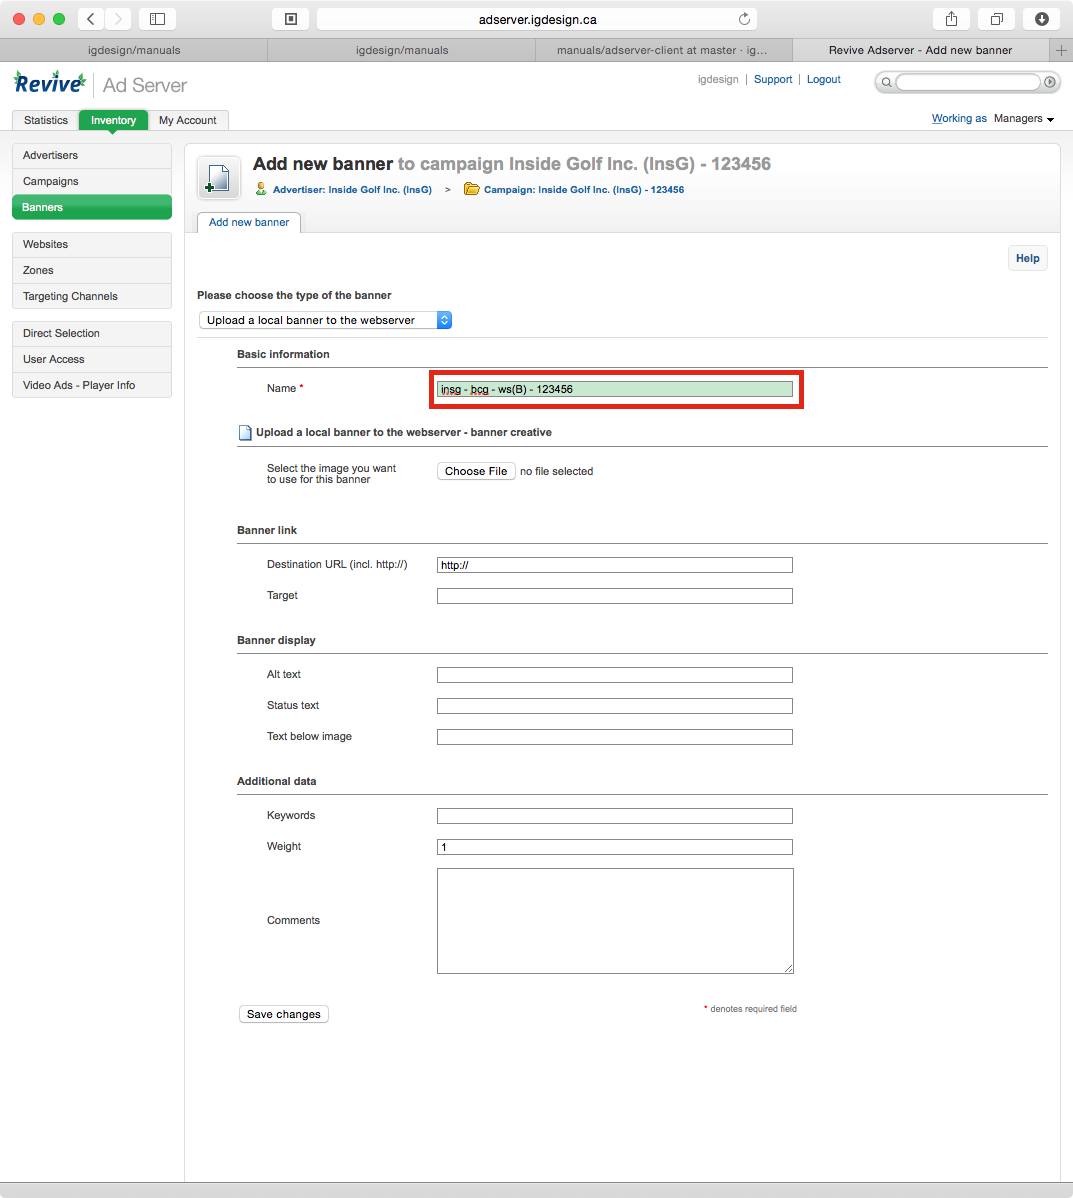 adserver.igdesign.ca
igdesign/manuals igdesign/manuals manuals/adserver-client at master · ig... Revive Adserver - Add new banner
Revive Ad Server
igdesign Support Logout
Statistics Inventory My Account
Working as Managers
Advertisers
Campaigns
Banners
Websites
Zones
Targeting Channels
Direct Selection
User Access
Video Ads - Player Info
Add new banner to campaign Inside Golf Inc. (InsG) - 123456
Advertiser: Inside Golf Inc. (InsG) > Campaign: Inside Golf Inc. (InsG) - 123456
Add new banner
Help
Please choose the type of the banner
Upload a local banner to the webserver
Basic information
Name * insg - bcg - ws(B) - 123456
Upload a local banner to the webserver - banner creative
Select the image you want
to use for this banner
Choose File no file selected
Banner link
Destination URL (incl. http://) http://
Target
Banner display
Alt text
Status text
Text below image
Additional data
Keywords
Weight 1
Comments
Save changes
* denotes required field